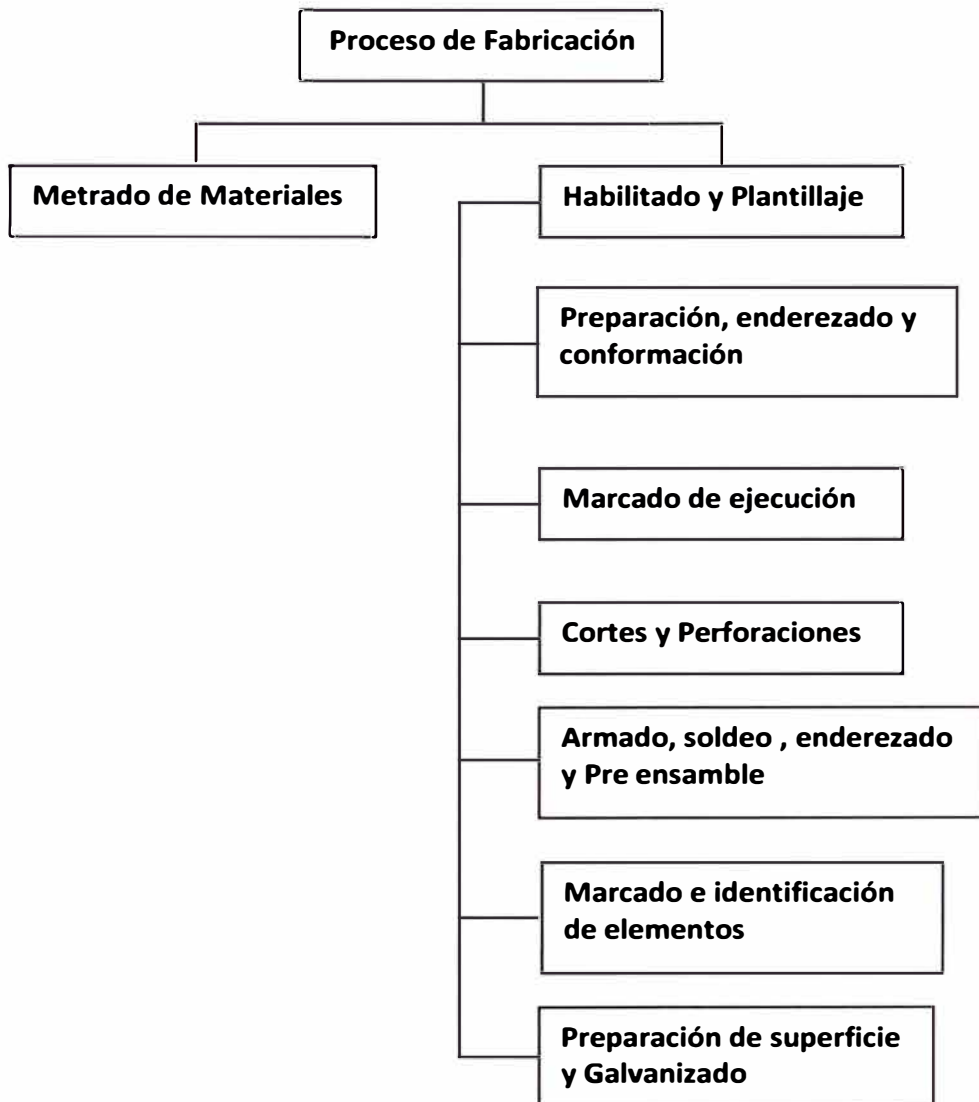 Proceso de Fabricación
Metrado de Materiales
Habilitado y Plantillaje
Preparación, enderezado y
conformación
Marcado de ejecución
Cortes y Perforaciones
Armado, soldeo , enderezado
y Pre ensamble
Marcado e identificación
de elementos
Preparación de superficie
y Galvanizado